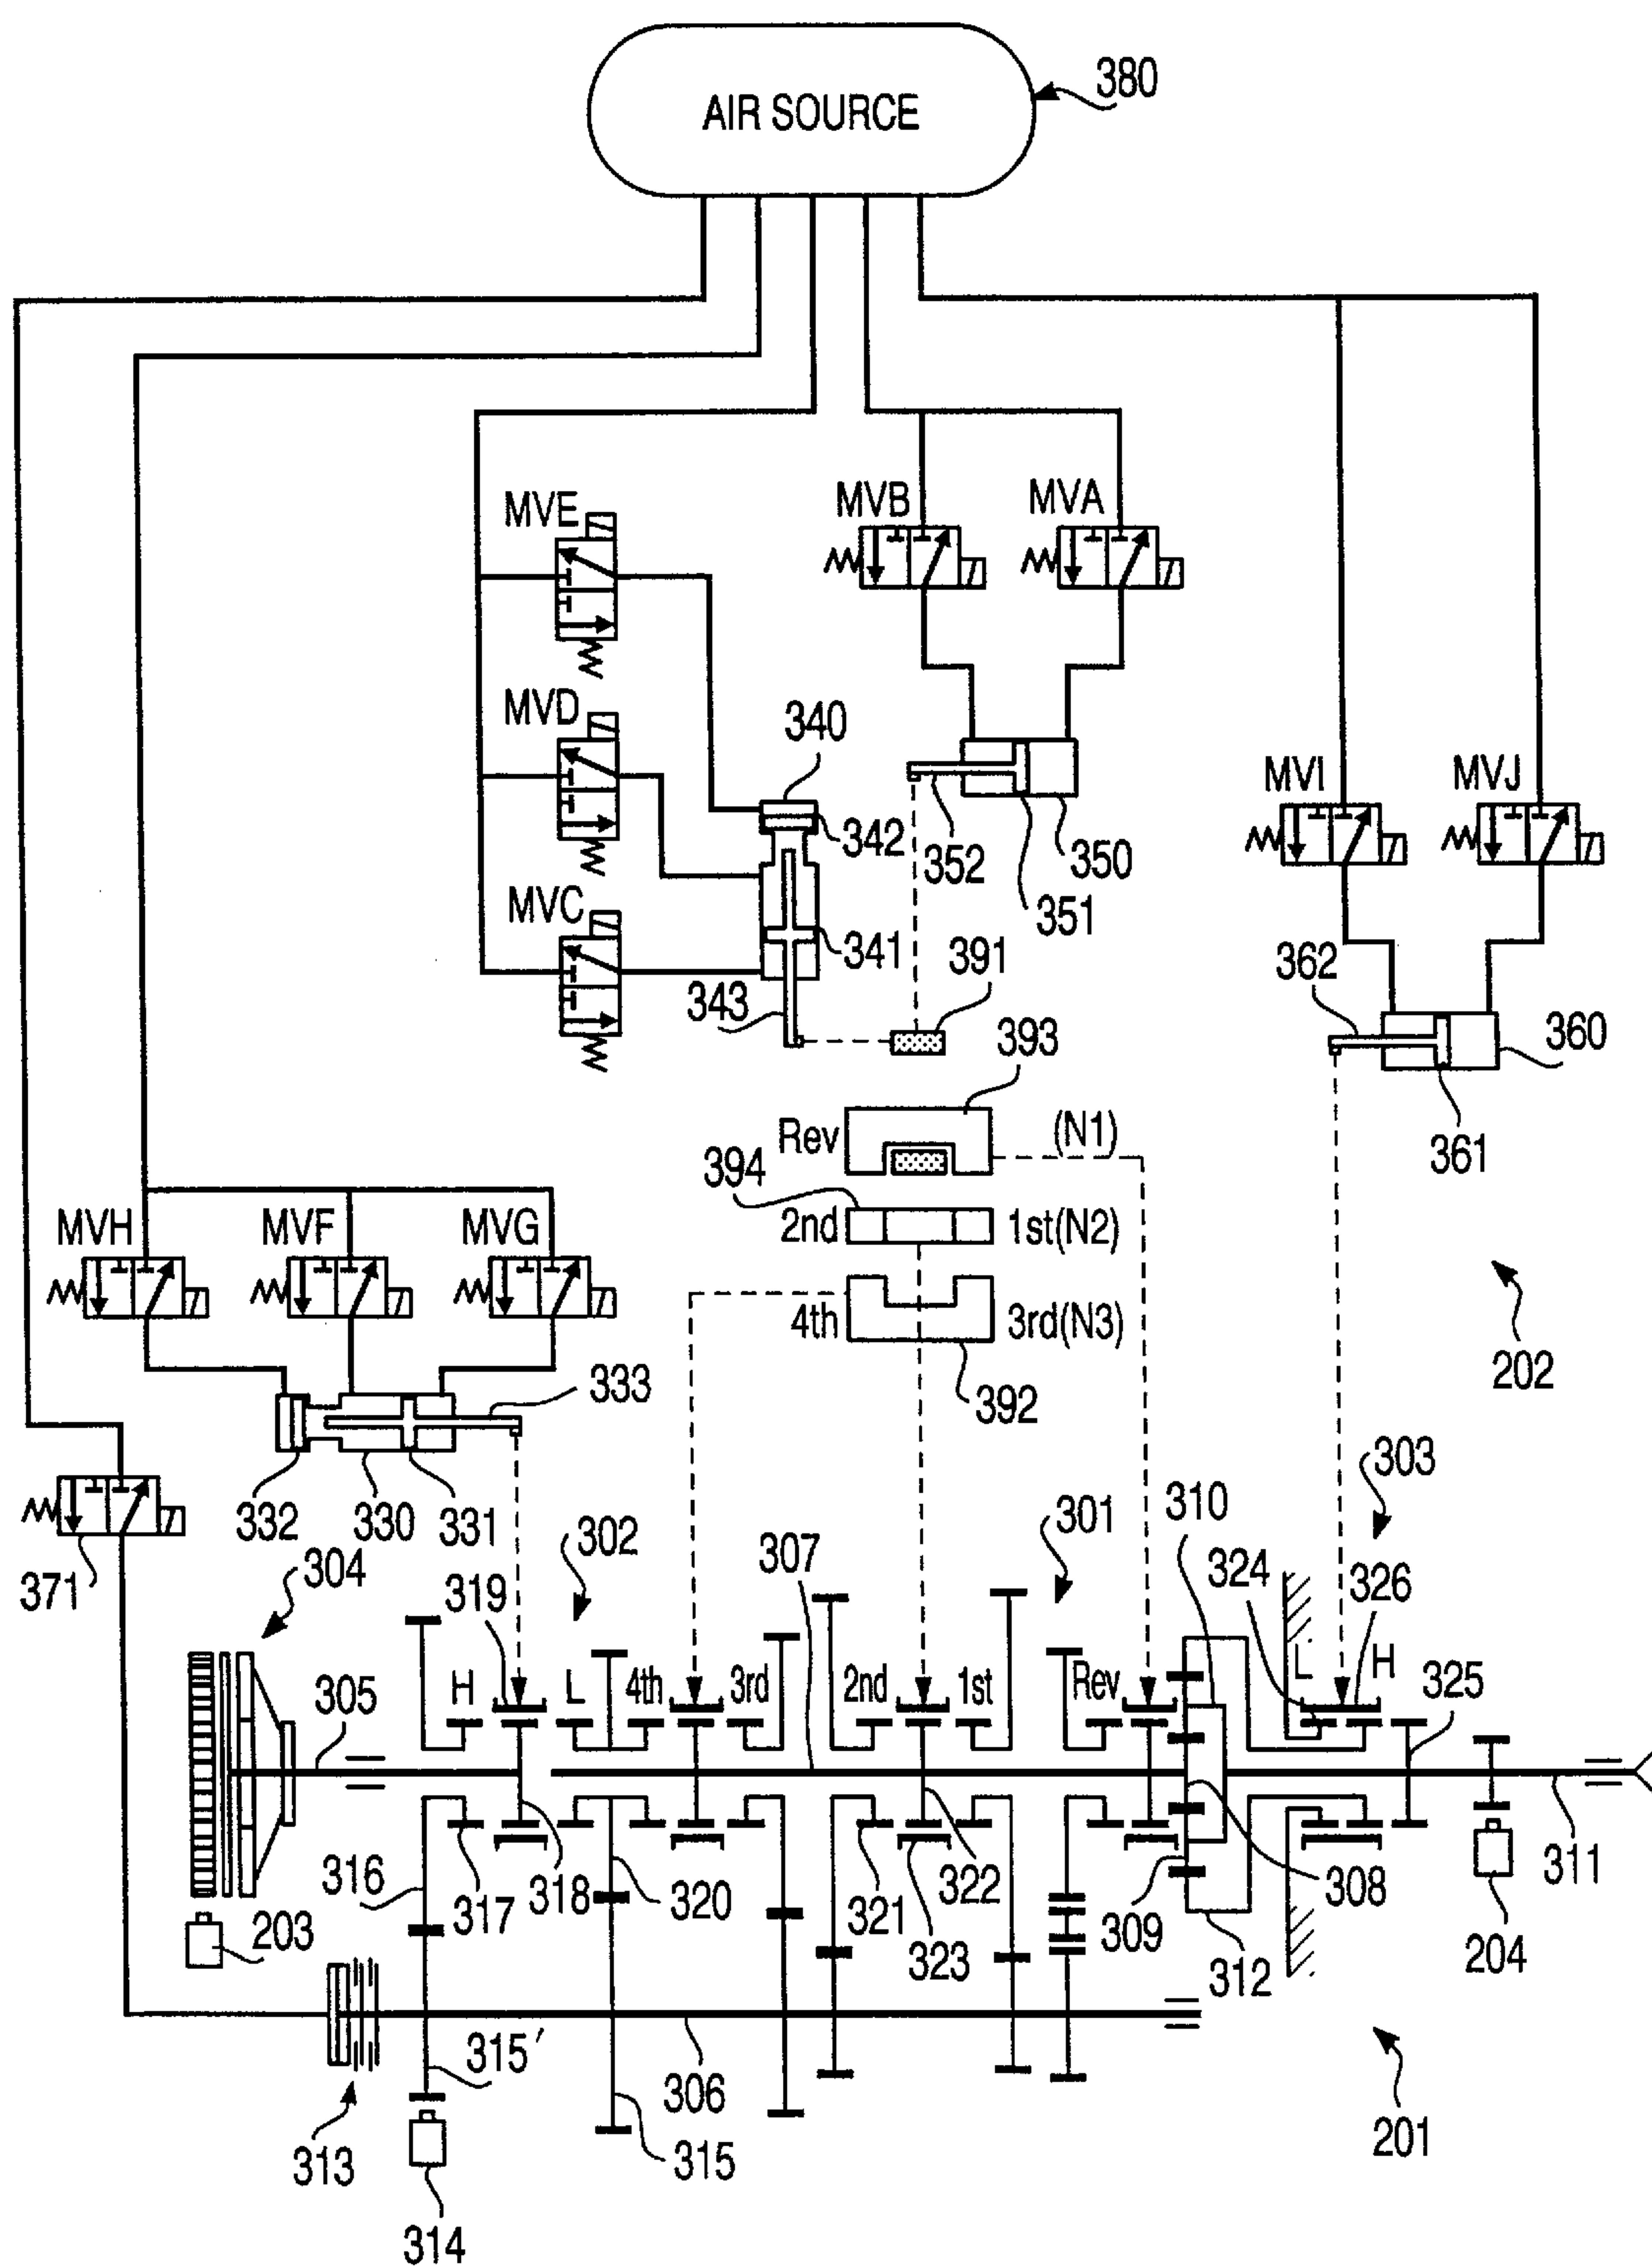 380
AIR SOURCE
MVE
MVB
MVA
MVD
340
MVI
MVJ
342
352
350
351
MVC
341
391
362
343
393
360
Rev
(N1)
361
394
MVH
MVF
MVG
2nd
1st(N2)
4th
3rd(N3)
202
333
392
303
332
330
331
310
301
302
307
324
326
371
304
319
L
H
H
L
4th
3rd
2nd
1st
Rev
325
305
316
317
318
320
321
322
323
309
308
311
203
312
204
315'
306
201
313
315
314